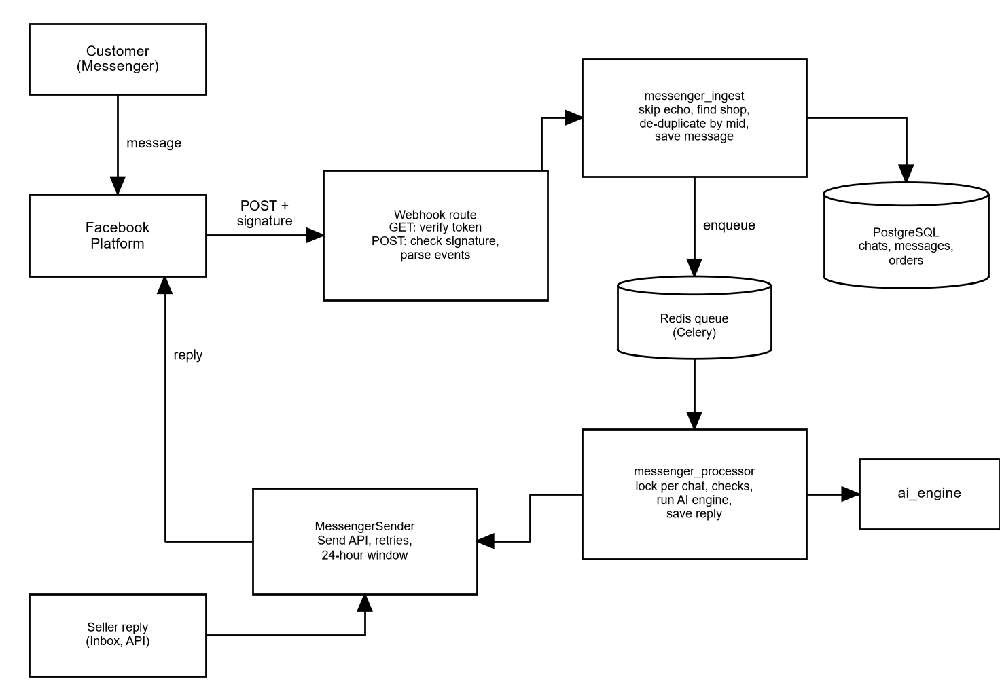 Customer
(Messenger)
message
Facebook
Platform
POST +
signature
Webhook route
GET: verify token
POST: check signature,
parse events
messenger_ingest
skip echo, find shop,
de-duplicate by mid,
save message
enqueue
PostgreSQL
chats, messages,
orders
Redis queue
(Celery)
reply
messenger_processor
lock per chat, checks,
run AI engine,
save reply
ai_engine
MessengerSender
Send API, retries,
24-hour window
Seller reply
(Inbox, API)